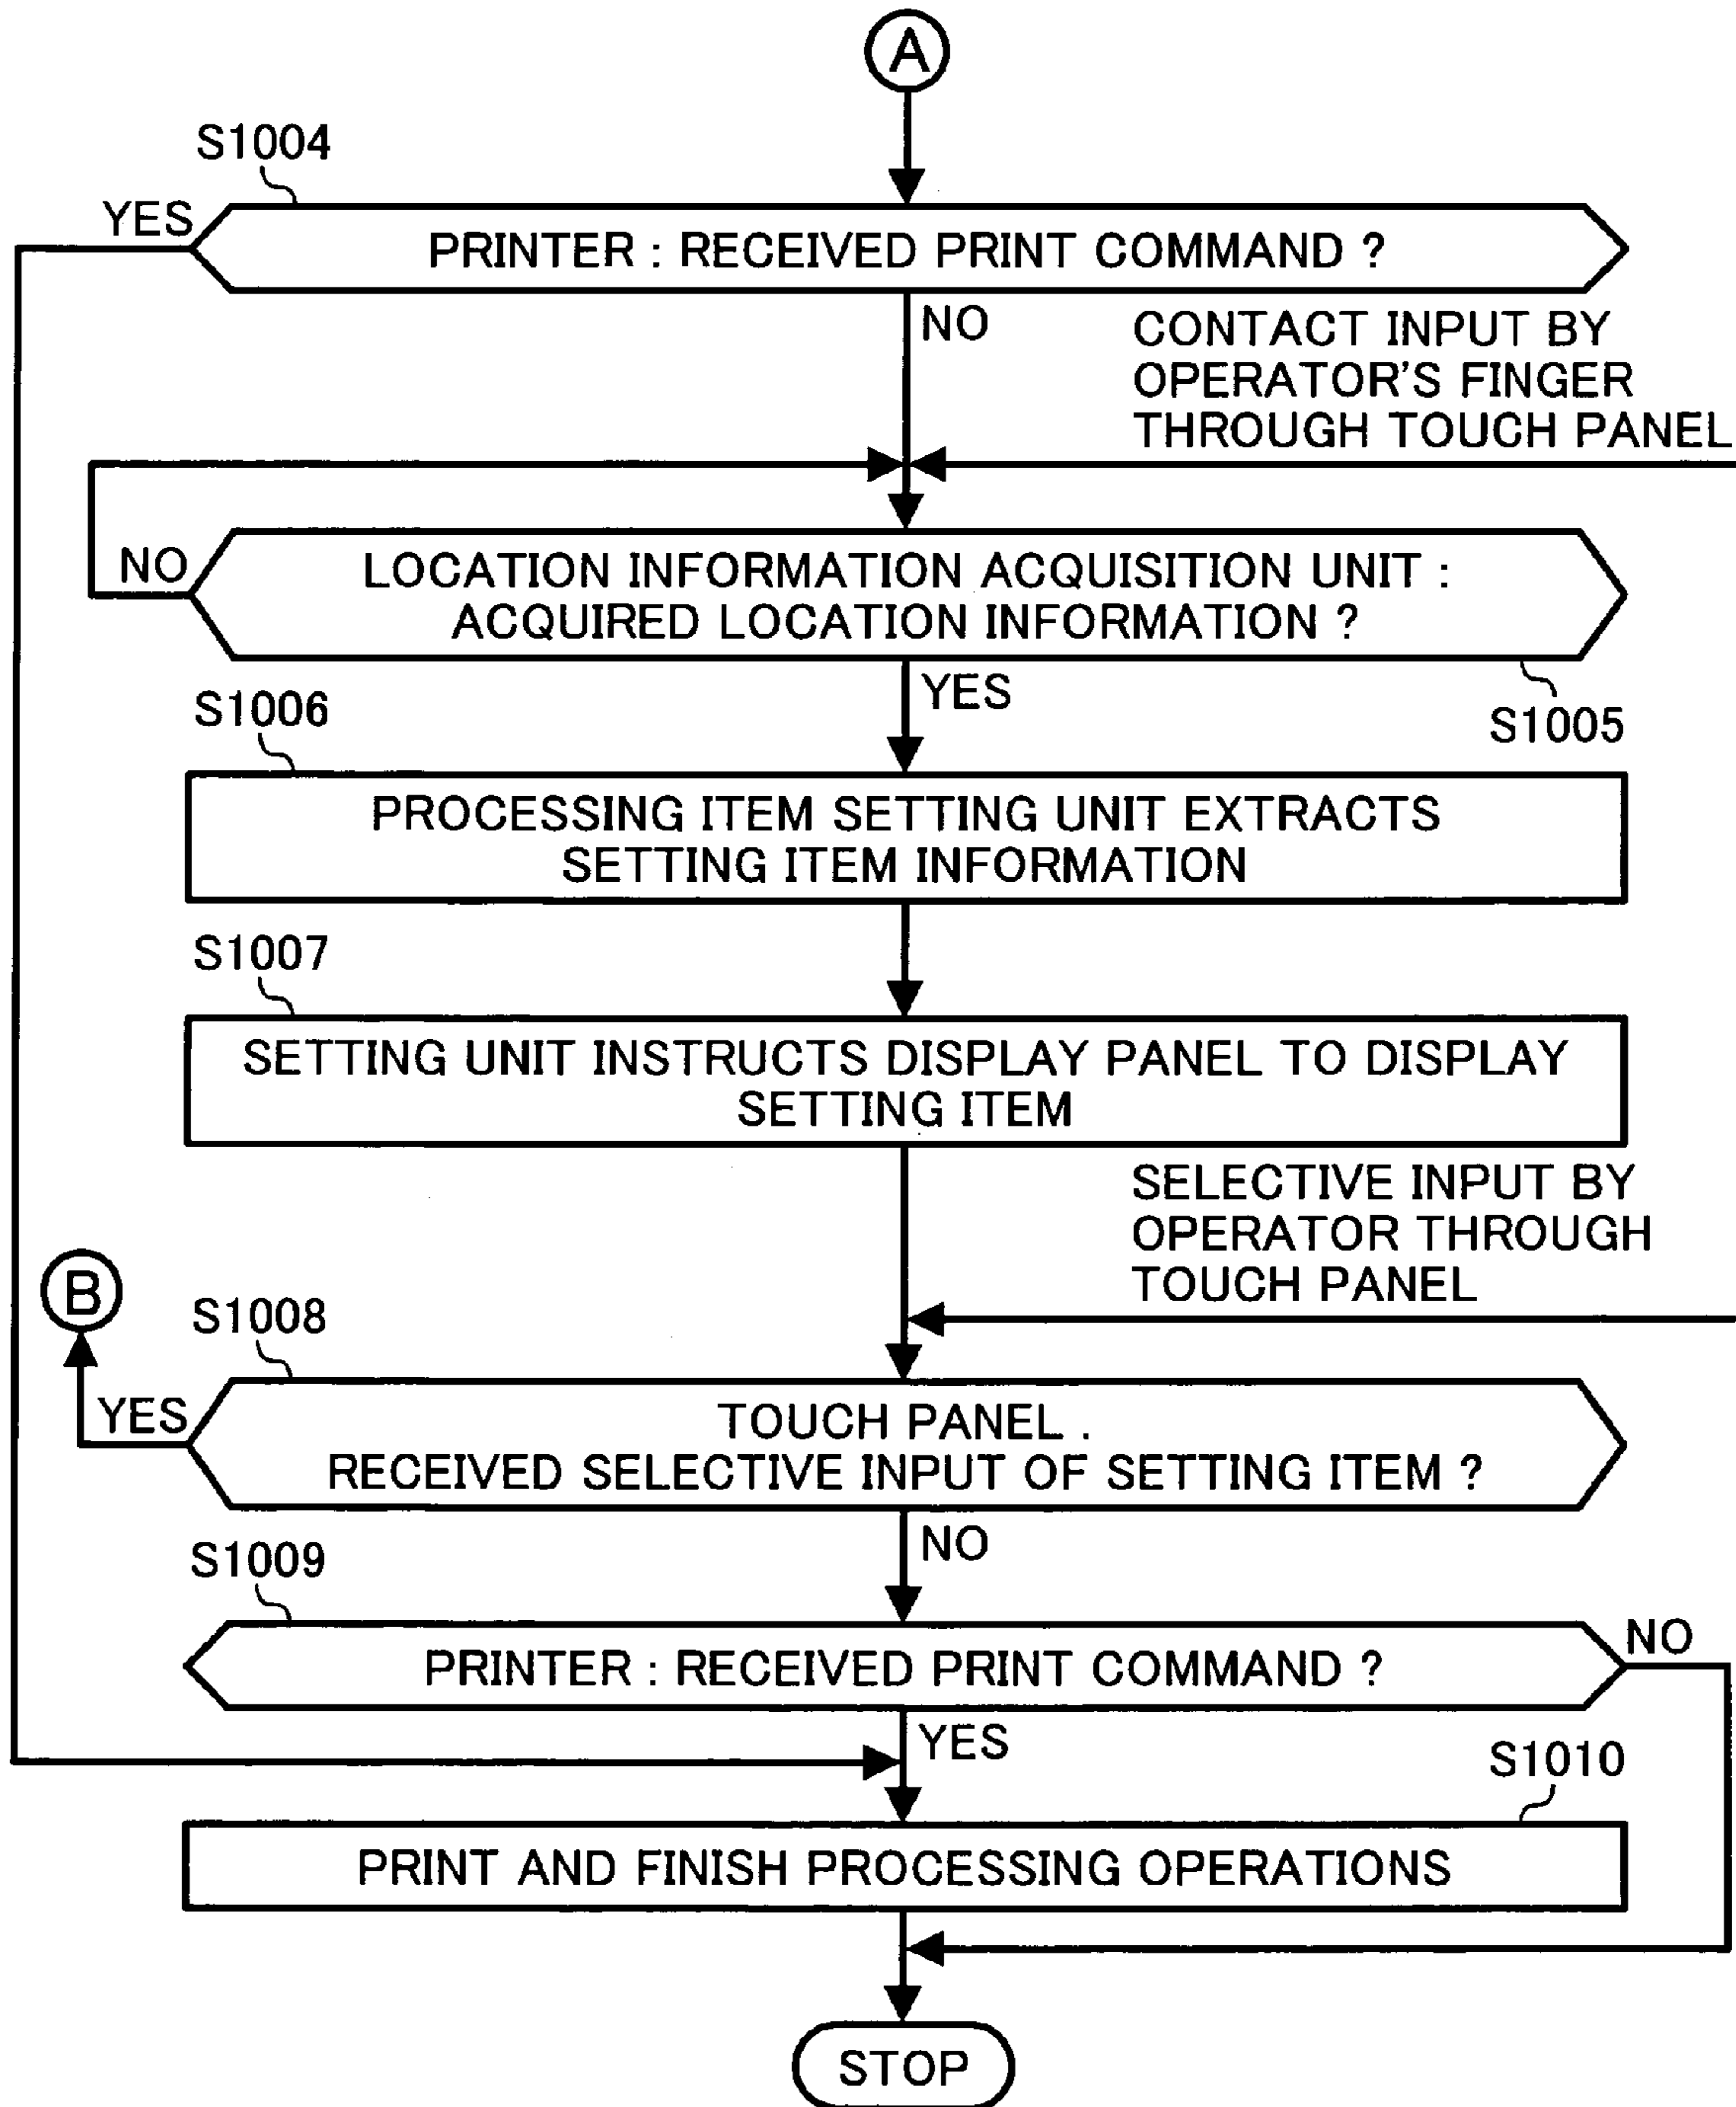 A
S1004
YES
PRINTER : RECEIVED PRINT COMMAND ?
NO
CONTACT INPUT BY
OPERATOR'S FINGER
THROUGH TOUCH PANEL
NO
LOCATION INFORMATION ACQUISITION UNIT :
ACQUIRED LOCATION INFORMATION ?
YES
S1005
S1006
PROCESSING ITEM SETTING UNIT EXTRACTS
SETTING ITEM INFORMATION
S1007
SETTING UNIT INSTRUCTS DISPLAY PANEL TO DISPLAY
SETTING ITEM
SELECTIVE INPUT BY
OPERATOR THROUGH
TOUCH PANEL
B
S1008
YES
TOUCH PANEL .
RECEIVED SELECTIVE INPUT OF SETTING ITEM ?
NO
S1009
PRINTER : RECEIVED PRINT COMMAND ?
NO
YES
S1010
PRINT AND FINISH PROCESSING OPERATIONS
STOP